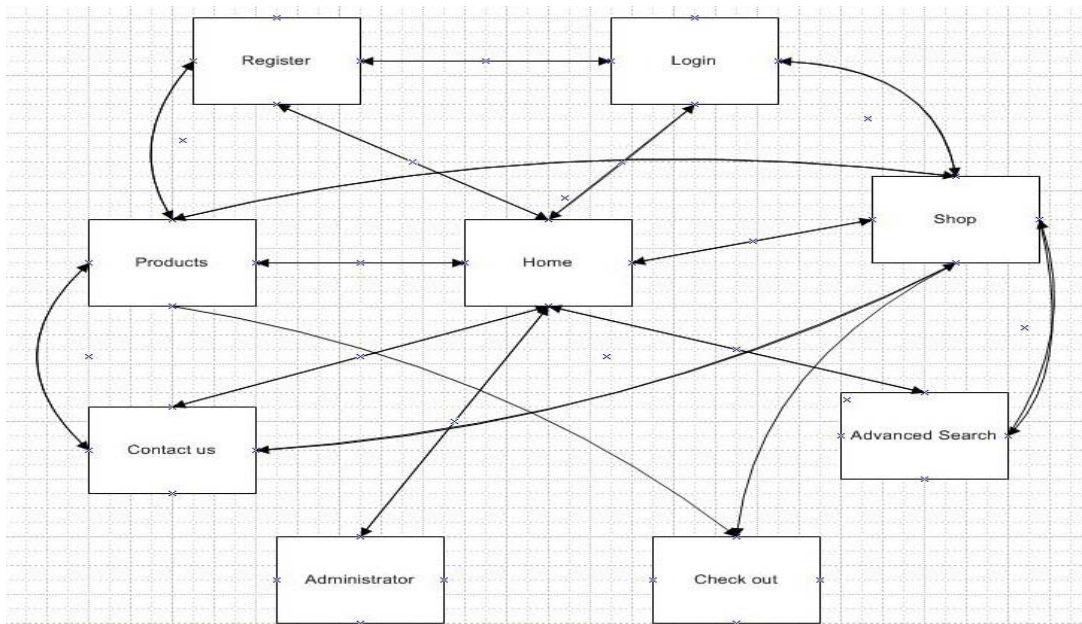 Register
Login
Shop
Products
Home
Contact us
Advanced Search
Administrator
Check out